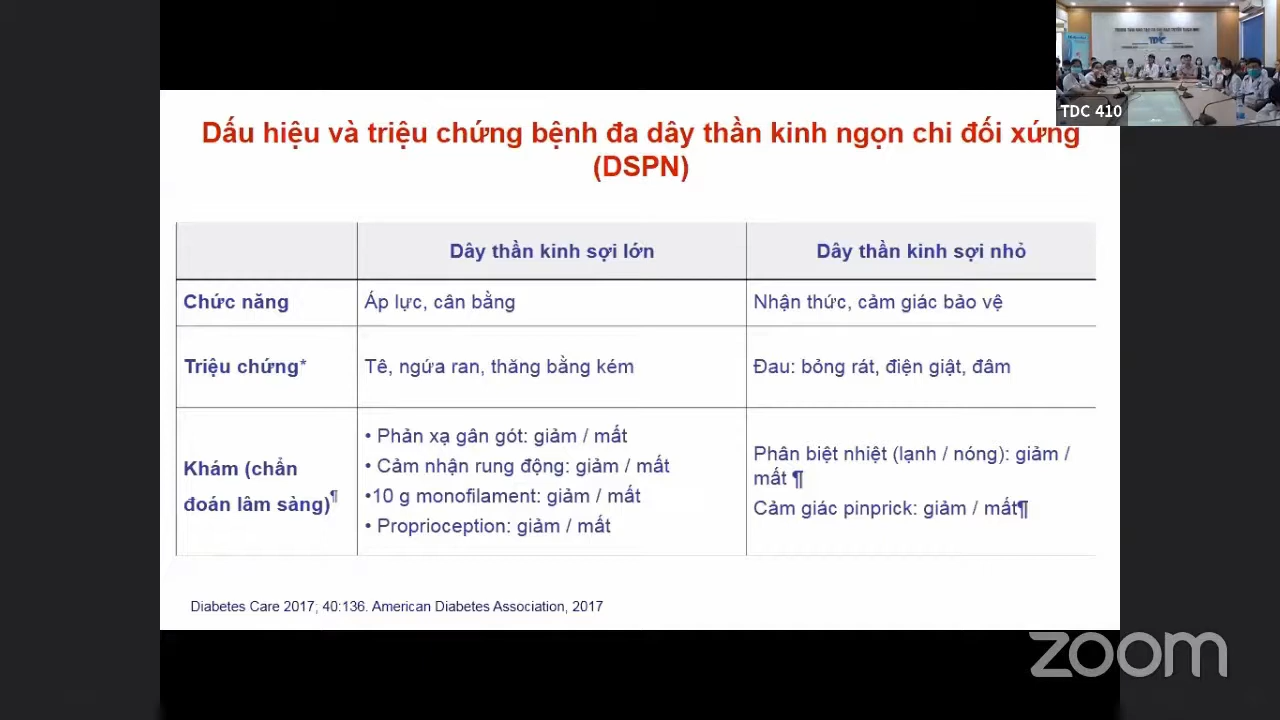 TDC
TDC 410
Dấu hiệu và triệu chứng bệnh đa dây thần kinh ngọn chi đối xứng
(DSPN)
Dây thần kinh sợi lớn
Dây thần kinh sợi nhỏ
Chức năng
Áp lực, cân bằng
Nhận thức, cảm giác bảo vệ
Triệu chứng*
Tê, ngứa ran, thăng bằng kém
Đau: bỏng rát, điện giật, đâm
Khám (chẩn
đoán lâm sàng)¶
• Phản xạ gân gót: giảm / mất
• Cảm nhận rung động: giảm / mất
•10 g monofilament: giảm / mất
• Proprioception: giảm / mất
Phân biệt nhiệt (lạnh / nóng): giảm /
mất ¶
Cảm giác pinprick: giảm / mất¶
Diabetes Care 2017; 40:136. American Diabetes Association, 2017
zoom